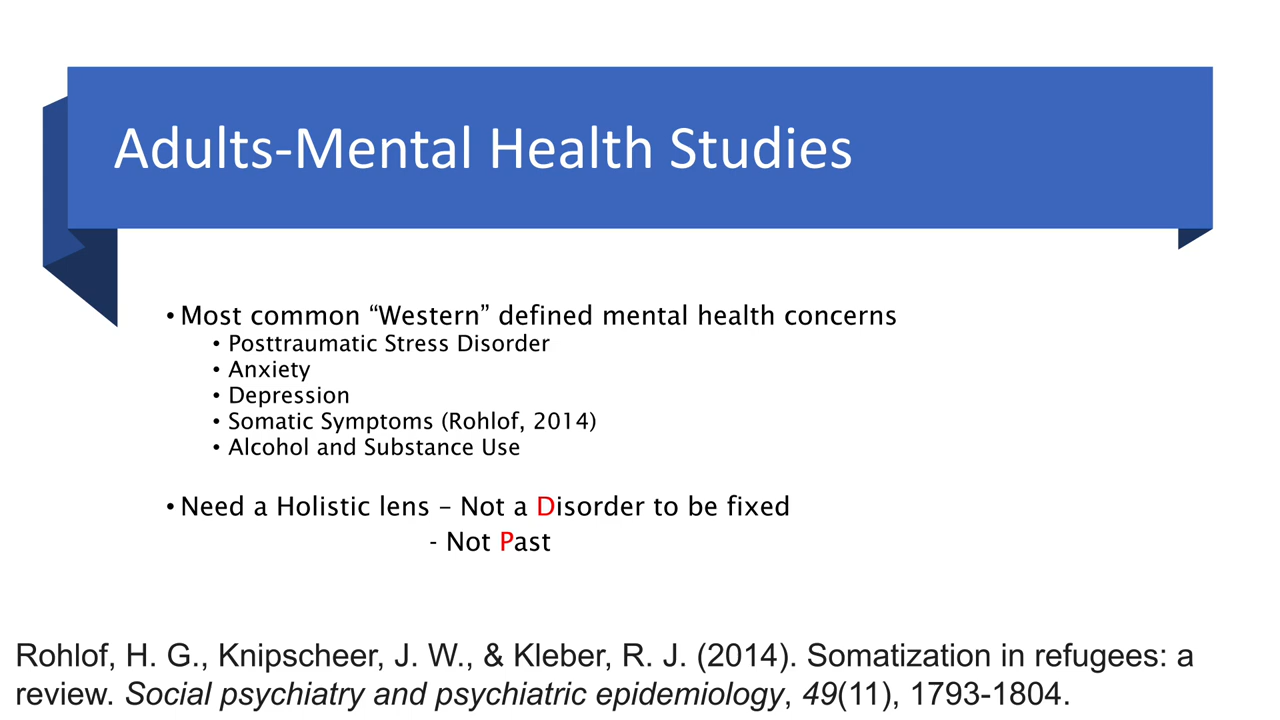 Adults-Mental Health Studies
• Most common “Western” defined mental health concerns
• Posttraumatic Stress Disorder
• Anxiety
• Depression
• Somatic Symptoms (Rohlof, 2014)
• Alcohol and Substance Use
• Need a Holistic lens – Not a Disorder to be fixed
- Not Past
Rohlof, H. G., Knipscheer, J. W., & Kleber, R. J. (2014). Somatization in refugees: a
review. Social psychiatry and psychiatric epidemiology, 49(11), 1793-1804.